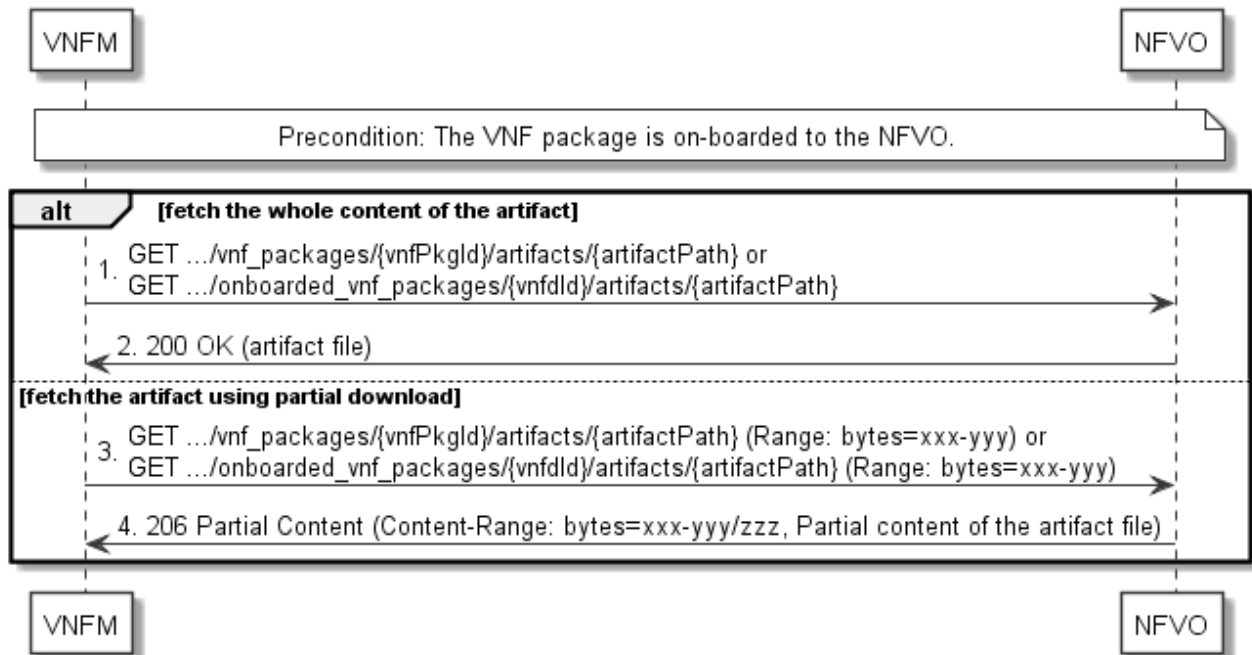 VNFM
NFVO
Precondition: The VNF package is on-boarded to the NFVO.
alt
[fetch the whole content of the artifact]
1.
GET .../vnf_packages/{vnfPkgId}/artifacts/{artifactPath} or
GET .../onboarded_vnf_packages/{vnfdId}/artifacts/{artifactPath}
2. 200 OK (artifact file)
[fetch the artifact using partial download]
3.
GET .../vnf_packages/{vnfPkgId}/artifacts/{artifactPath} (Range: bytes=xxx-yyy) or
GET .../onboarded_vnf_packages/{vnfdId}/artifacts/{artifactPath} (Range: bytes=xxx-yyy)
4. 206 Partial Content (Content-Range: bytes=xxx-yyy/zzz, Partial content of the artifact file)
VNFM
NFVO